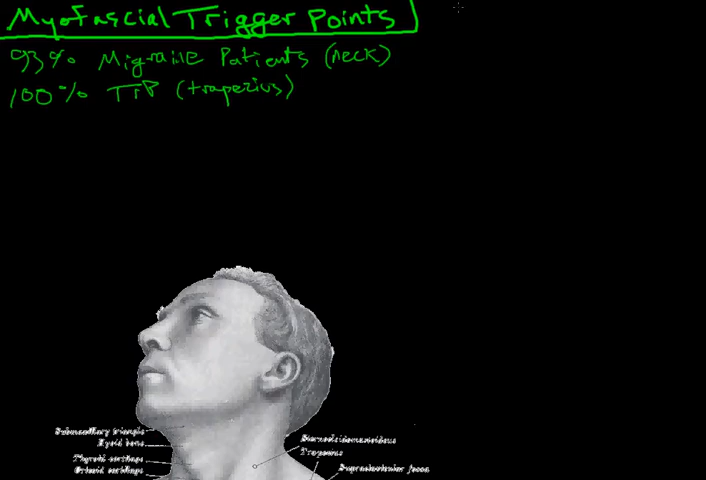 Myofascial Trigger Points
93% Migraine Patients (neck)
100% TrP (trapezius)
Submaxillary triangle
Hyoid bone
Thyroid cartilage
Cricoid cartilage
Sternocleidomastoideus
Trapezius
Supraclavicular fossa